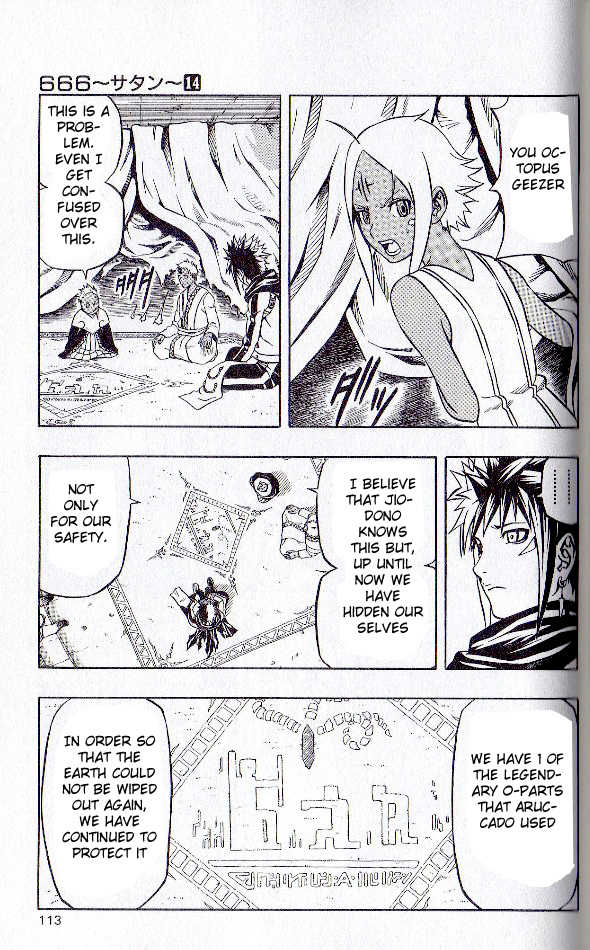 666～サタン～14
YOU OC-
TOPUS
GEEZER
ダッ
THIS IS A
PROB-
LEM.
EVEN I
GET
CON-
FUSED
OVER
THIS.
I BELIEVE
THAT JIO-
DONO
KNOWS
THIS BUT,
UP UNTIL
NOW WE
HAVE
HIDDEN OUR
SELVES
NOT
ONLY
FOR OUR
SAFETY.
WE HAVE 1 OF
THE LEGEND-
ARY O-PARTS
THAT ARUC-
CADO USED
IN ORDER SO
THAT THE
EARTH COULD
NOT BE WIPED
OUT AGAIN,
WE HAVE
CONTINUED TO
PROTECT IT
113